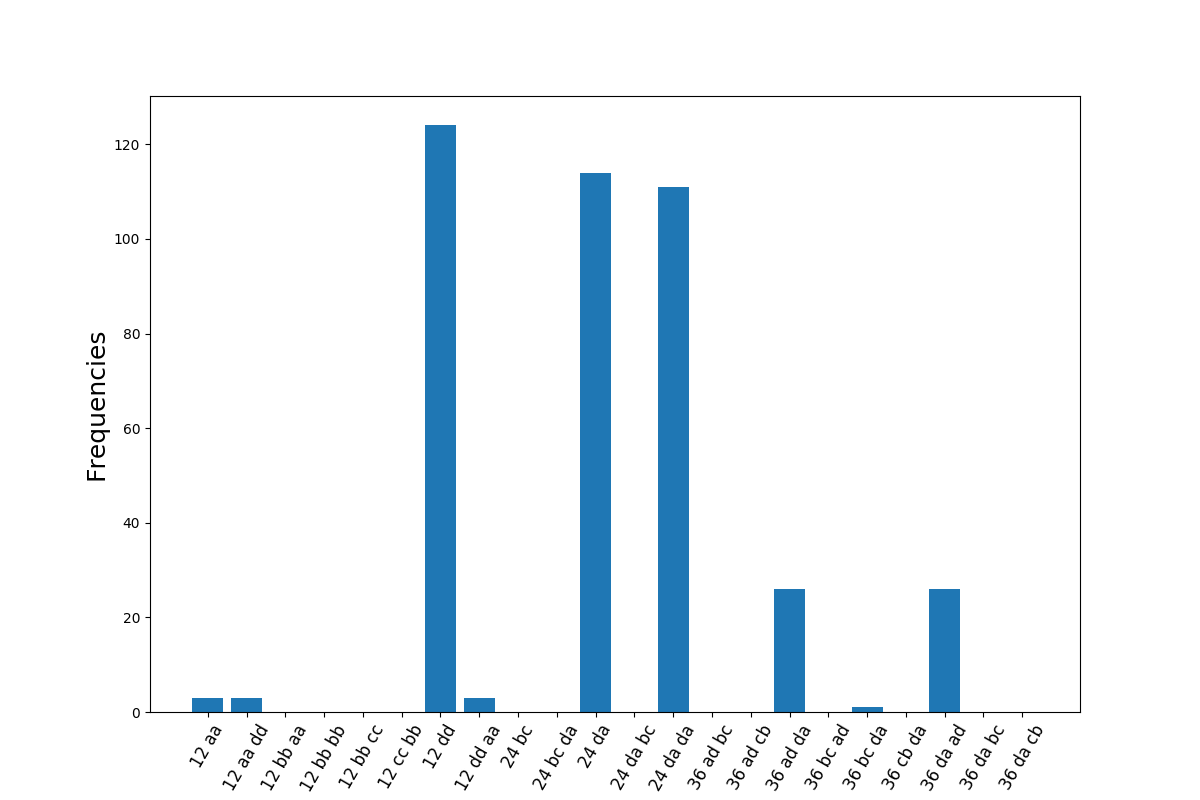 Frequencies
120
100
80
60
40
20
0
12 aa
12 aa dd
12 bb aa
12 bb bb
12 bb cc
12 cc bb
12 dd
12 dd aa
24 bc
24 bc da
24 da
24 da bc
24 da da
36 ad bc
36 ad cb
36 ad da
36 bc ad
36 bc da
36 cb da
36 da ad
36 da bc
36 da cb